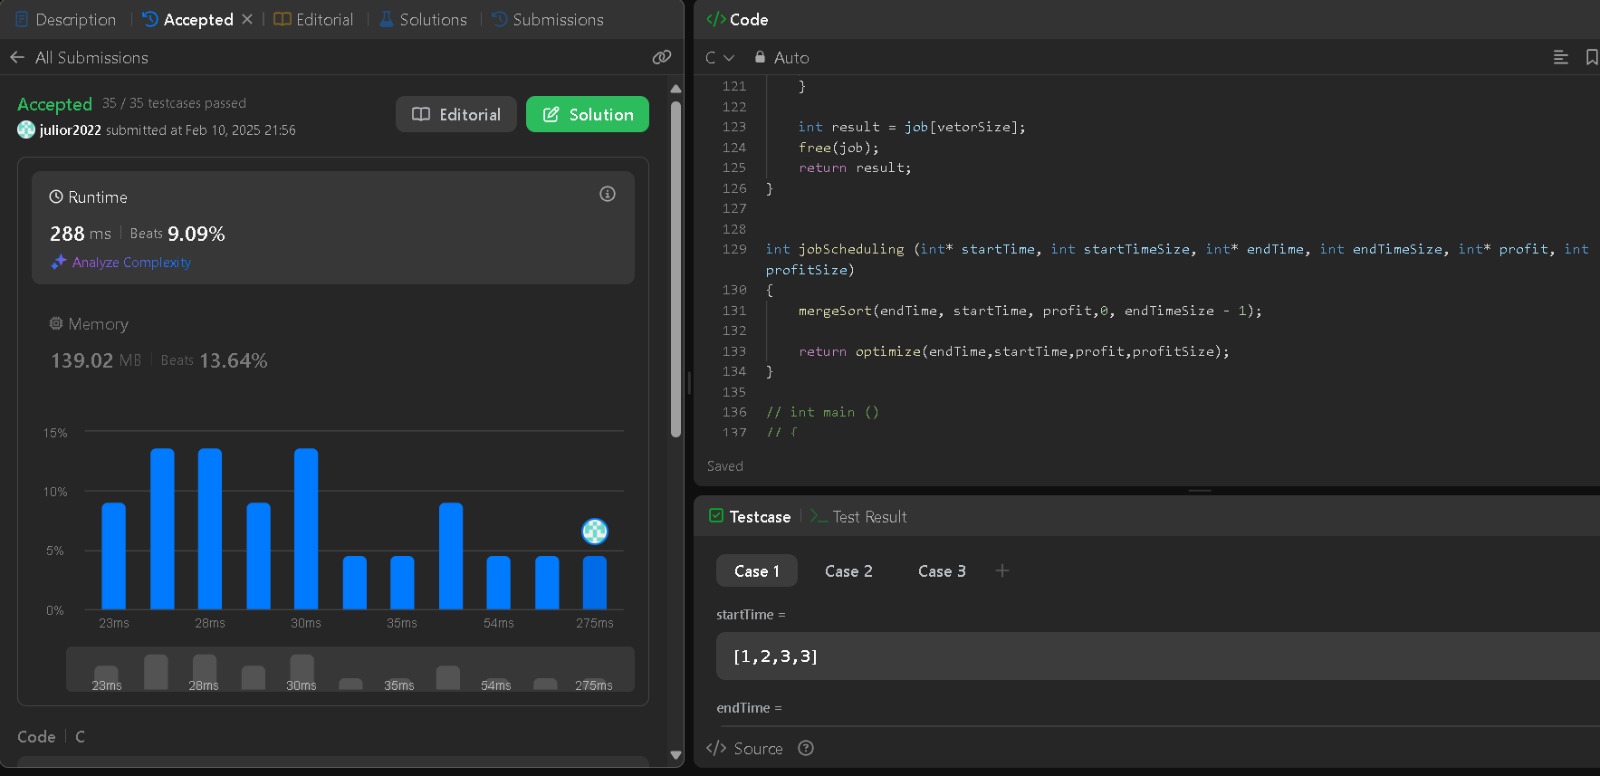 Description Accepted Editorial Solutions Submissions
All Submissions
Accepted 35 / 35 testcases passed
julior2022 submitted at Feb 10, 2025 21:56
Editorial
Solution
Runtime
288 ms Beats 9.09%
Analyze Complexity
Memory
139.02 MB Beats 13.64%
15%
10%
5%
0%
23ms 28ms 30ms 35ms 54ms 275ms
23ms 28ms 30ms 35ms 54ms 275ms
Code C
</> Code
C Auto
121 }
122
123 int result = job[vetorSize];
124 free(job);
125 return result;
126 }
127
128
129 int jobScheduling (int* startTime, int startTimeSize, int* endTime, int endTimeSize, int* profit, int
profitSize)
130 {
131 mergeSort(endTime, startTime, profit,0, endTimeSize - 1);
132
133 return optimize(endTime,startTime,profit,profitSize);
134 }
135
136 // int main ()
137 // {
Saved
Testcase Test Result
Case 1 Case 2 Case 3 +
startTime =
[1,2,3,3]
endTime =
</> Source